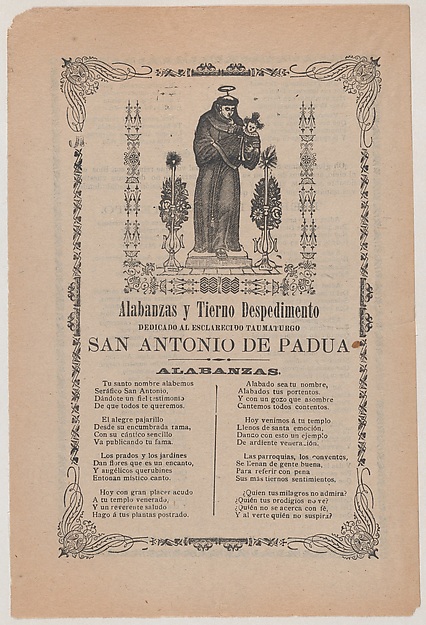 Alabanzas y Tierno Despedimento
DEDICADO AL ESCLARECIDO TAUMATURGO
SAN ANTONIO DE PADUA
ALABANZAS.
Tu santo nombre alabemos
Seráfico San Antonio,
Dándote un fiel testimonio
De que todos te queremos.
El alegre pajarillo
Desde su encumbrada rama,
Con su cántico sencillo
Va publicando tu fama.
Los prados y los jardines
Dan flores que es un encanto,
Y angélicos querubines
Entonan místico canto.
Hoy con gran placer acudo
A tu templo venerado,
Y un reverente saludo
Hago á tus plantas postrado.
Alabado sea tu nombre,
Alabados tus portentos.
Y con un gozo que asombre
Cantemos todos contentos.
Hoy venimos á tu templo
Llenos de santa emoción,
Dando con esto un ejemplo
De ardiente veneración.
Las parroquias, los conventos,
Se llenan de gente buena,
Para referir con pena
Sus más tiernos sentimientos.
¿Quien tus milagros no admira?
¿Quién tus prodigios no vé?
¿Quién no se acerca con fé,
Y al verte quién no suspira?